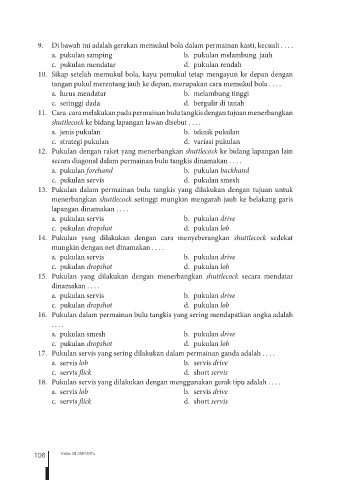 9. Di bawah ini adalah gerakan memukul bola dalam permainan kasti, kecuali . . . .
a. pukulan samping b. pukulan melambung jauh
c. pukulan mendatar d. pukulan rendah
10. Sikap setelah memukul bola, kayu pemukul tetap mengayun ke depan dengan
tangan pukul merentang jauh ke depan, merupakan cara memukul bola . . . .
a. lurus mendatar b. melambung tinggi
c. setinggi dada d. bergulir di tanah
11. Cara-cara melakukan pada permainan bulu tangkis dengan tujuan menerbangkan
shuttlecock ke bidang lapangan lawan disebut . . . .
a. jenis pukulan b. teknik pukulan
c. strategi pukulan d. variasi pukulan
12. Pukulan dengan raket yang menerbangkan shuttlecock ke bidang lapangan lain
secara diagonal dalam permainan bulu tangkis dinamakan . . . .
a. pukulan forehand b. pukulan backhand
c. pukulan servis d. pukulan smesh
13. Pukulan dalam permainan bulu tangkis yang dilakukan dengan tujuan untuk
menerbangkan shuttlecock setinggi mungkin mengarah jauh ke belakang garis
lapangan dinamakan . . . .
a. pukulan servis b. pukulan drive
c. pukulan dropshot d. pukulan lob
14. Pukulan yang dilakukan dengan cara menyeberangkan shuttlecock sedekat
mungkin dengan net dinamakan . . . .
a. pukulan servis b. pukulan drive
c. pukulan dropshot d. pukulan lob
15. Pukulan yang dilakukan dengan menerbangkan shuttlecock secara mendatar
dinamakan . . . .
a. pukulan servis b. pukulan drive
c. pukulan dropshot d. pukulan lob
16. Pukulan dalam permainan bulu tangkis yang sering mendapatkan angka adalah
. . . .
a. pukulan smesh b. pukulan drive
c. pukulan dropshot d. pukulan lob
17. Pukulan servis yang sering dilakukan dalam permainan ganda adalah . . . .
a. servis lob b. servis drive
c. servis flick d. short servis
18. Pukulan servis yang dilakukan dengan menggunakan gerak tipu adalah . . . .
a. servis lob b. servis drive
c. servis flick d. short servis
106 Kelas VII SMP/MTs